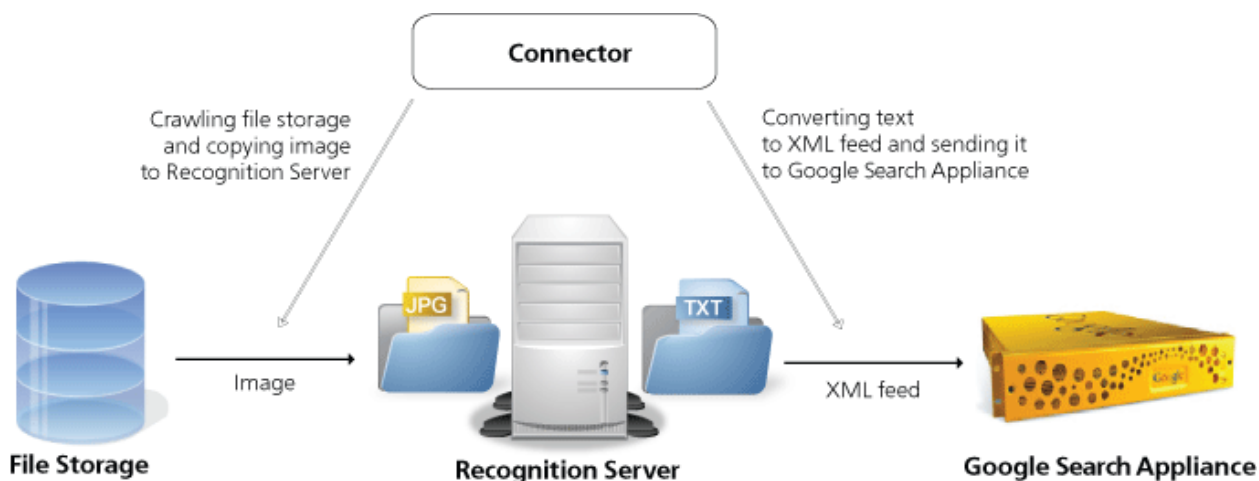 Connector
Crawling file storage
and copying image
to Recognition Server
Converting text
to XML feed and sending it
to Google Search Appliance
JPG
TXT
Image
XML feed
Google
File Storage
Recognition Server
Google Search Appliance